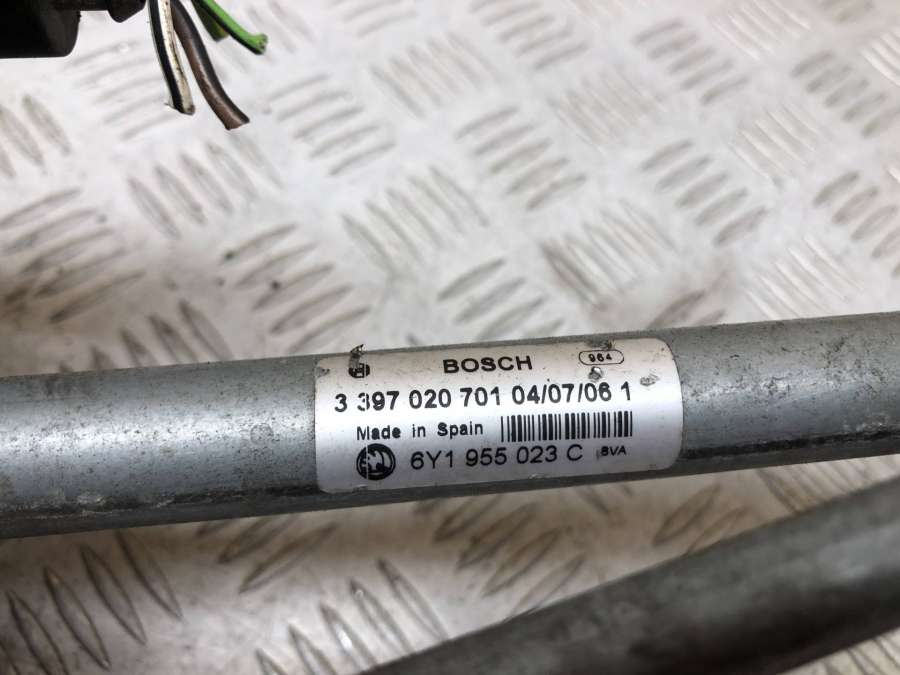 BOSCH 964
3 397 020 701 04/07/06 1
Made in Spain
6Y1 955 023 C SVA